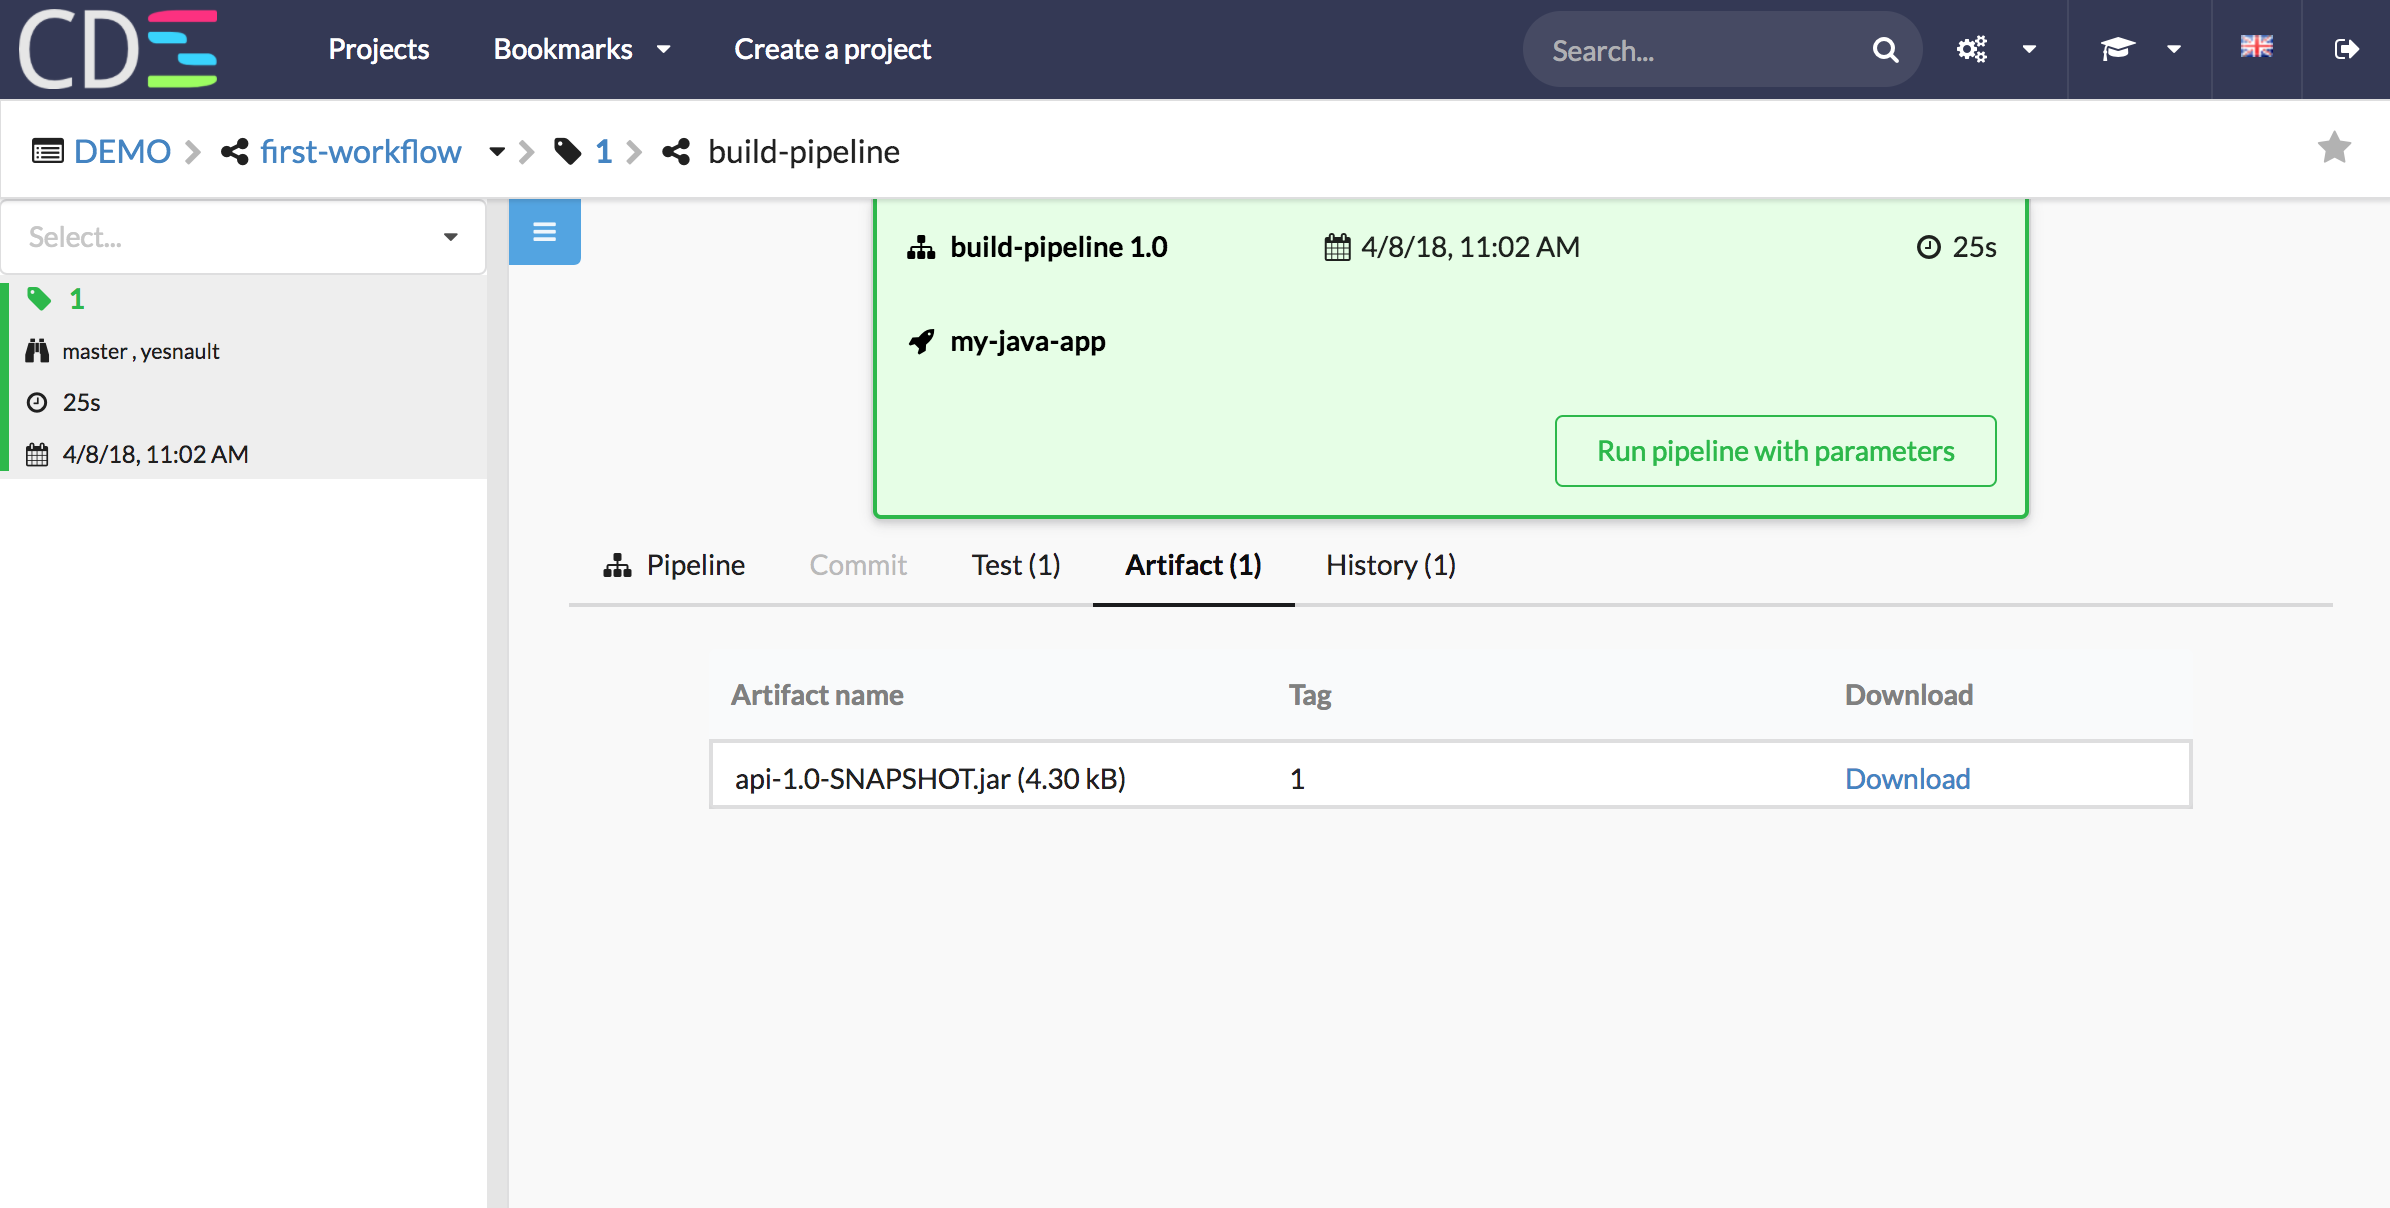 CDS Projects Bookmarks Create a project Search...
DEMO first-workflow 1 build-pipeline
Select...
1
master , yesnault
25s
4/8/18, 11:02 AM
build-pipeline 1.0 4/8/18, 11:02 AM 25s
my-java-app
Run pipeline with parameters
Pipeline Commit Test (1) Artifact (1) History (1)
Artifact name Tag Download
api-1.0-SNAPSHOT.jar (4.30 kB) 1 Download